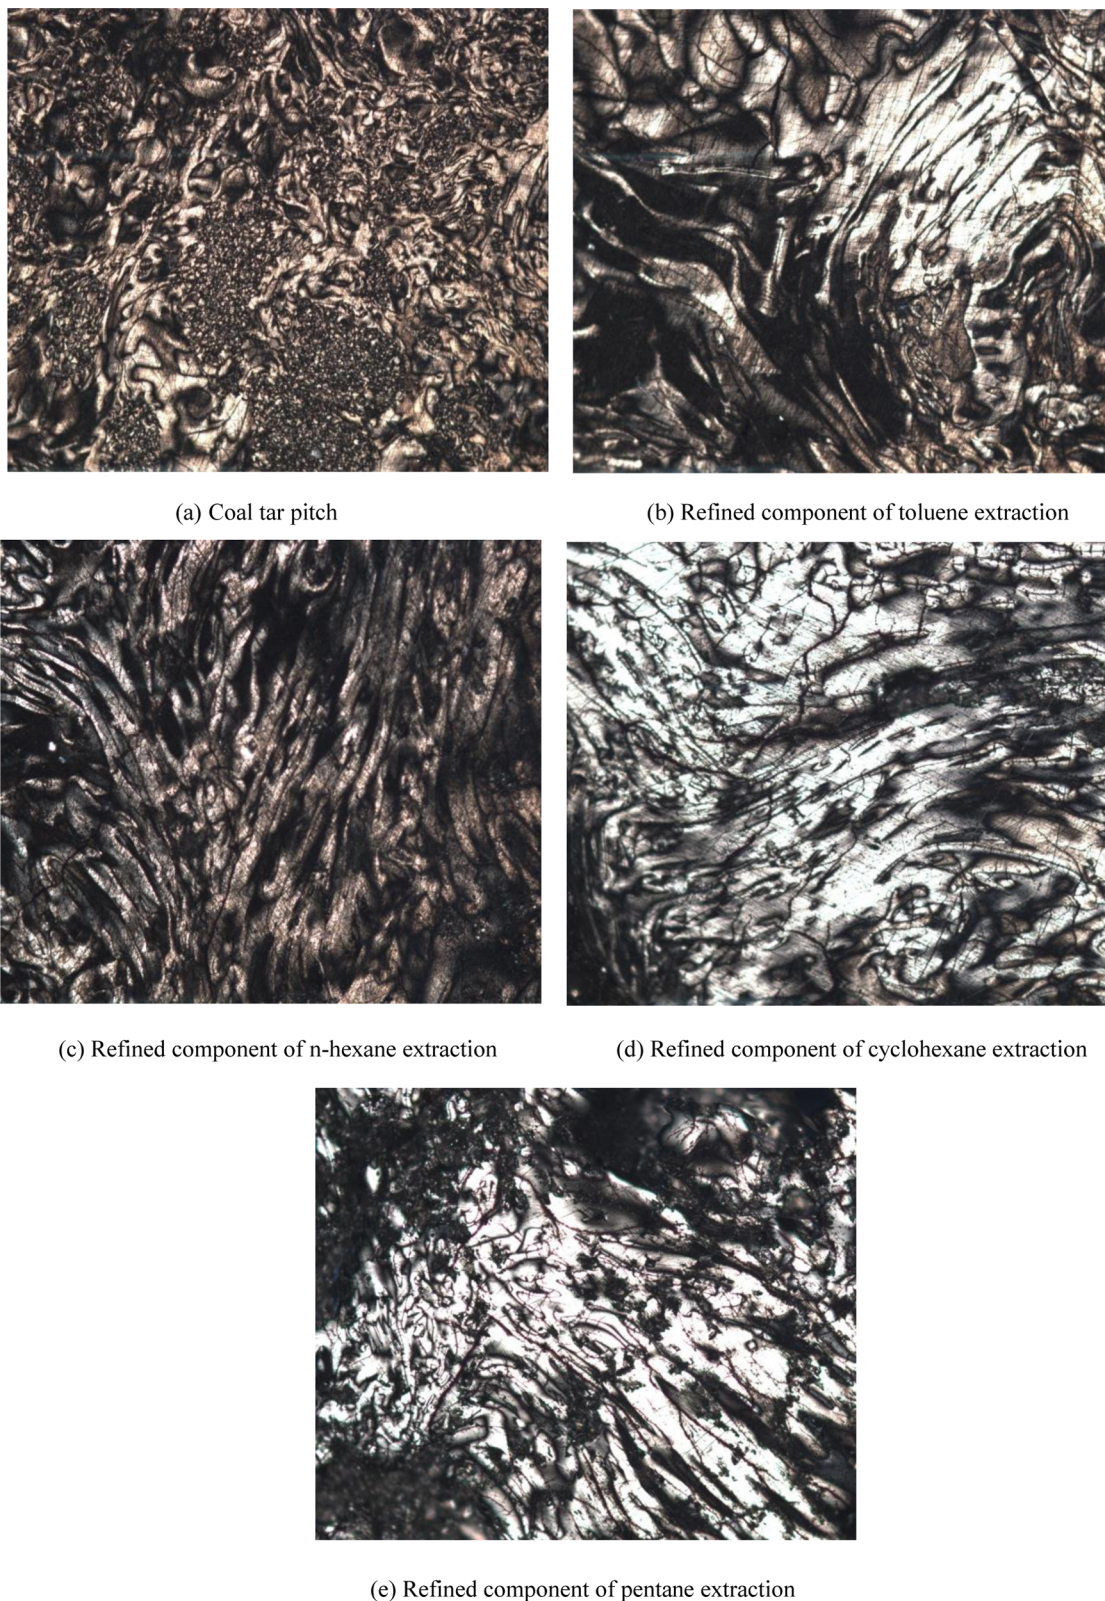 (a) Coal tar pitch
(b) Refined component of toluene extraction
(c) Refined component of n-hexane extraction
(d) Refined component of cyclohexane extraction
(e) Refined component of pentane extraction